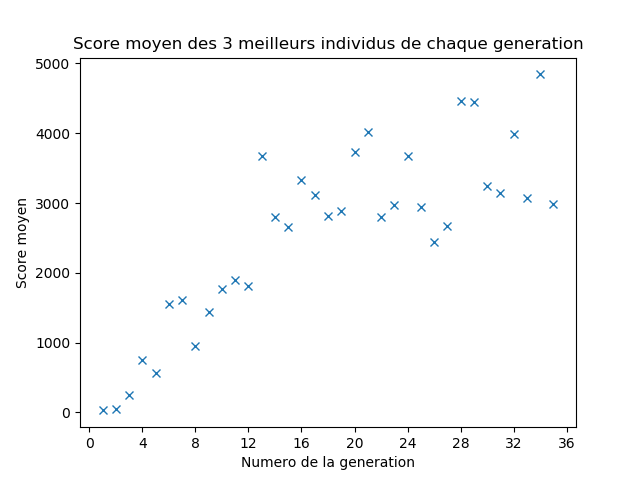 Score moyen des 3 meilleurs individus de chaque generation
5000
4000
3000
2000
1000
0
Score moyen
0 4 8 12 16 20 24 28 32 36
Numero de la generation